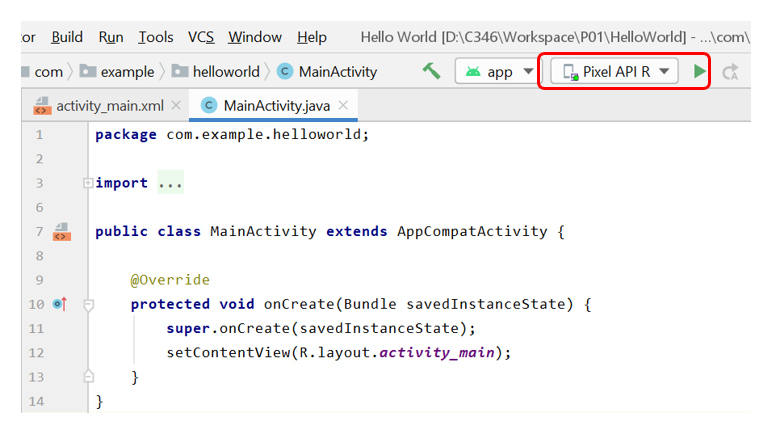 or Build Run Tools VCS Window Help Hello World [D:\C346\Workspace\P01\HelloWorld] - ...\com\
com example helloworld MainActivity app Pixel API R
activity_main.xml MainActivity.java
1 package com.example.helloworld;
2
3 import ...
6
7 public class MainActivity extends AppCompatActivity {
8
9 @Override
10 protected void onCreate(Bundle savedInstanceState) {
11 super.onCreate(savedInstanceState);
12 setContentView(R.layout.activity_main);
13 }
14 }